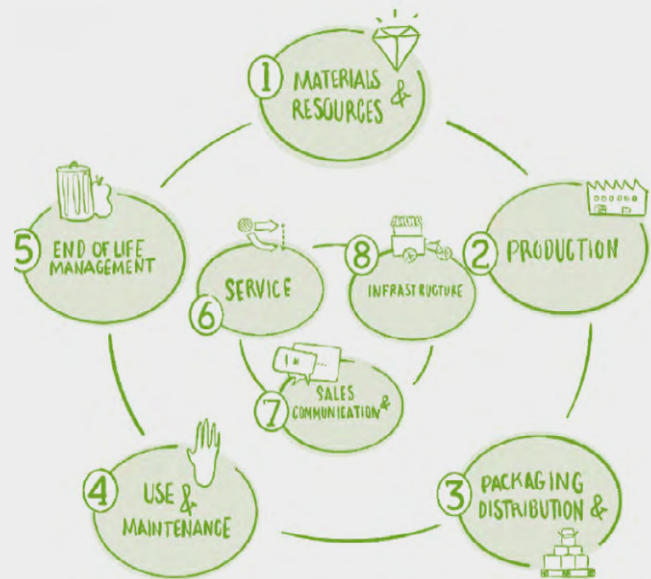 1
MATERIALS
RESOURCES &
2
PRODUCTION
3
PACKAGING
DISTRIBUTION &
4
USE &
MAINTENANCE
5
END OF LIFE
MANAGEMENT
6
SERVICE
7
SALES
COMMUNICATION &
8
INFRASTRUCTURE